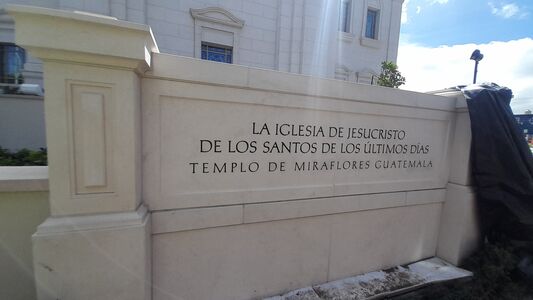 LA IGLESIA DE JESUCRISTO
DE LOS SANTOS DE LOS ÚLTIMOS DÍAS
TEMPLO DE MIRAFLORES GUATEMALA